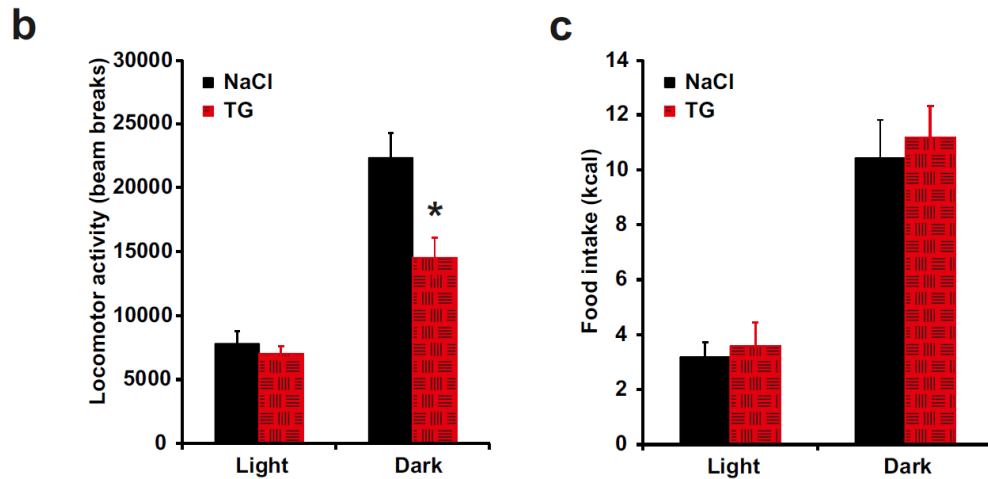 b
Locomotor activity (beam breaks)
30000
25000
20000
15000
10000
5000
0
NaCl
TG
*
Light
Dark
c
Food intake (kcal)
14
12
10
8
6
4
2
0
NaCl
TG
Light
Dark